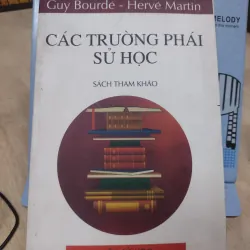 Guy Bourdé - Hervé Martin
CÁC TRƯỜNG PHÁI
SỬ HỌC
SÁCH THAM KHẢO
MELODY